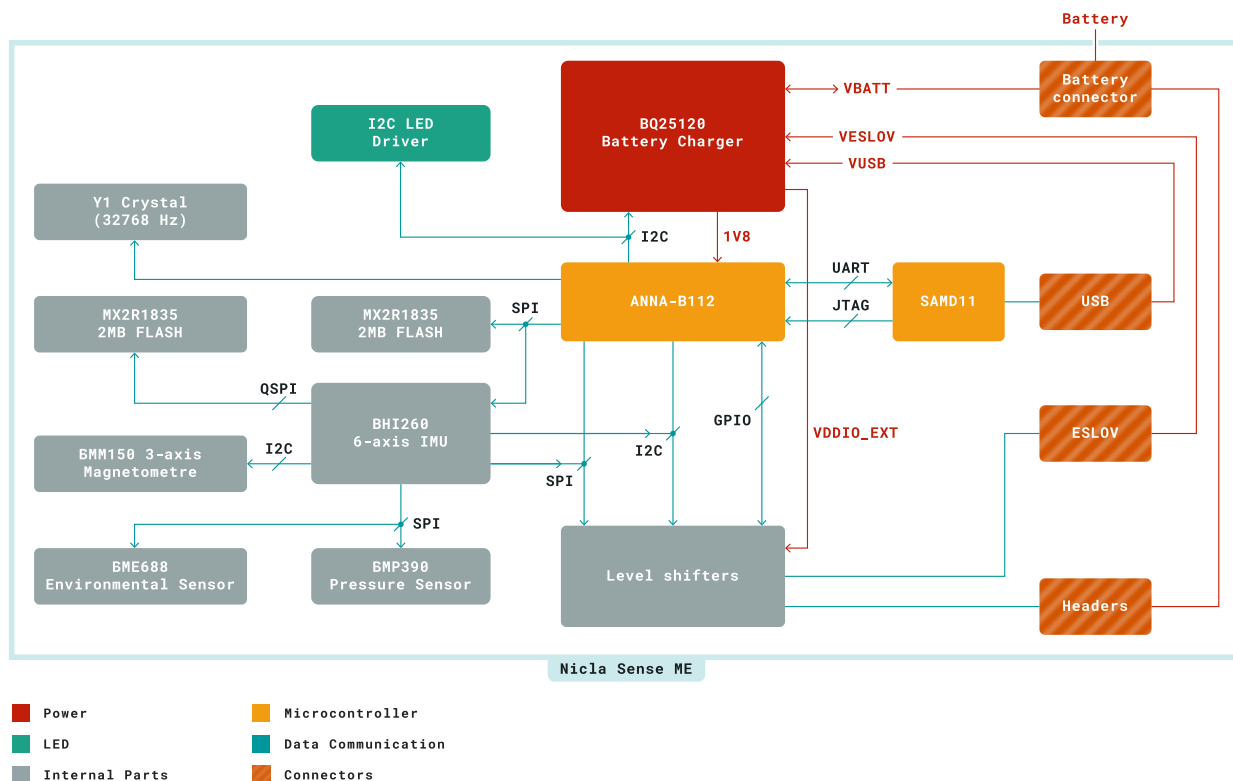 Battery
Battery
connector
BQ25120
Battery Charger
VBATT
VESLOV
VUSB
I2C LED
Driver
Y1 Crystal
(32768 Hz)
I2C
1V8
ANNA-B112
UART
JTAG
SAMD11
USB
MX2R1835
2MB FLASH
MX2R1835
2MB FLASH
SPI
QSPI
BHI260
6-axis IMU
GPIO
VDDIO_EXT
ESLOV
BMM150 3-axis
Magnetometre
I2C
I2C
SPI
SPI
BME688
Environmental Sensor
BMP390
Pressure Sensor
Level shifters
Headers
Nicla Sense ME
Power
Microcontroller
LED
Data Communication
Internal Parts
Connectors